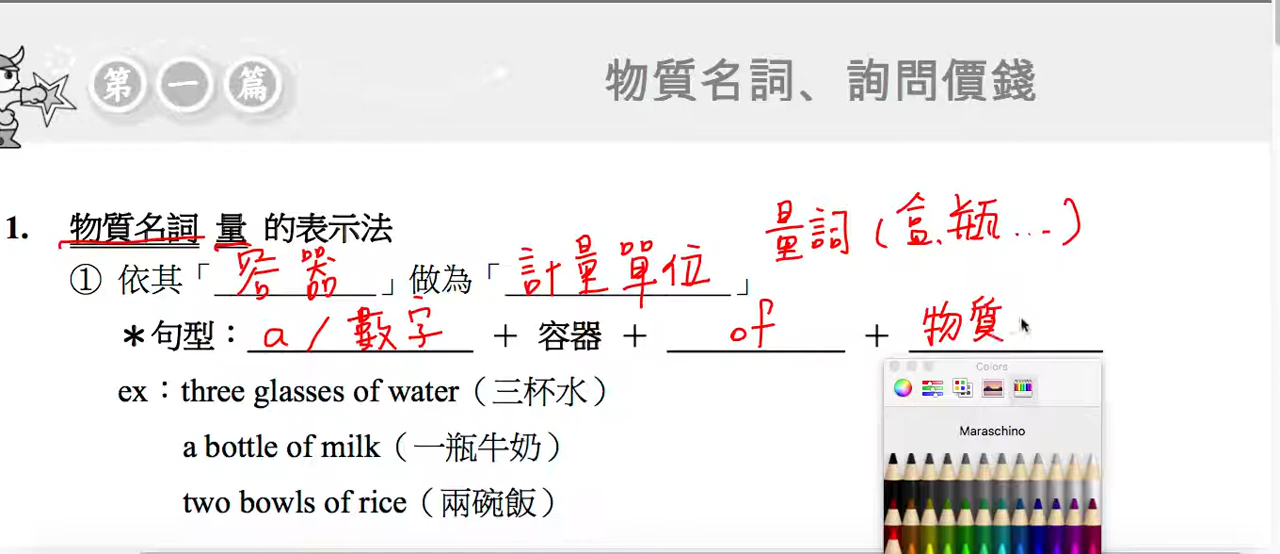 第一篇
物質名詞、詢問價錢
量詞(盒、瓶...)
1. 物質名詞 量 的表示法
① 依其「容器」做為「計量單位」
＊句型：a / 數字 ＋ 容器 ＋ of ＋ 物質
ex：three glasses of water（三杯水）
a bottle of milk（一瓶牛奶）
two bowls of rice（兩碗飯）
Colors
Maraschino